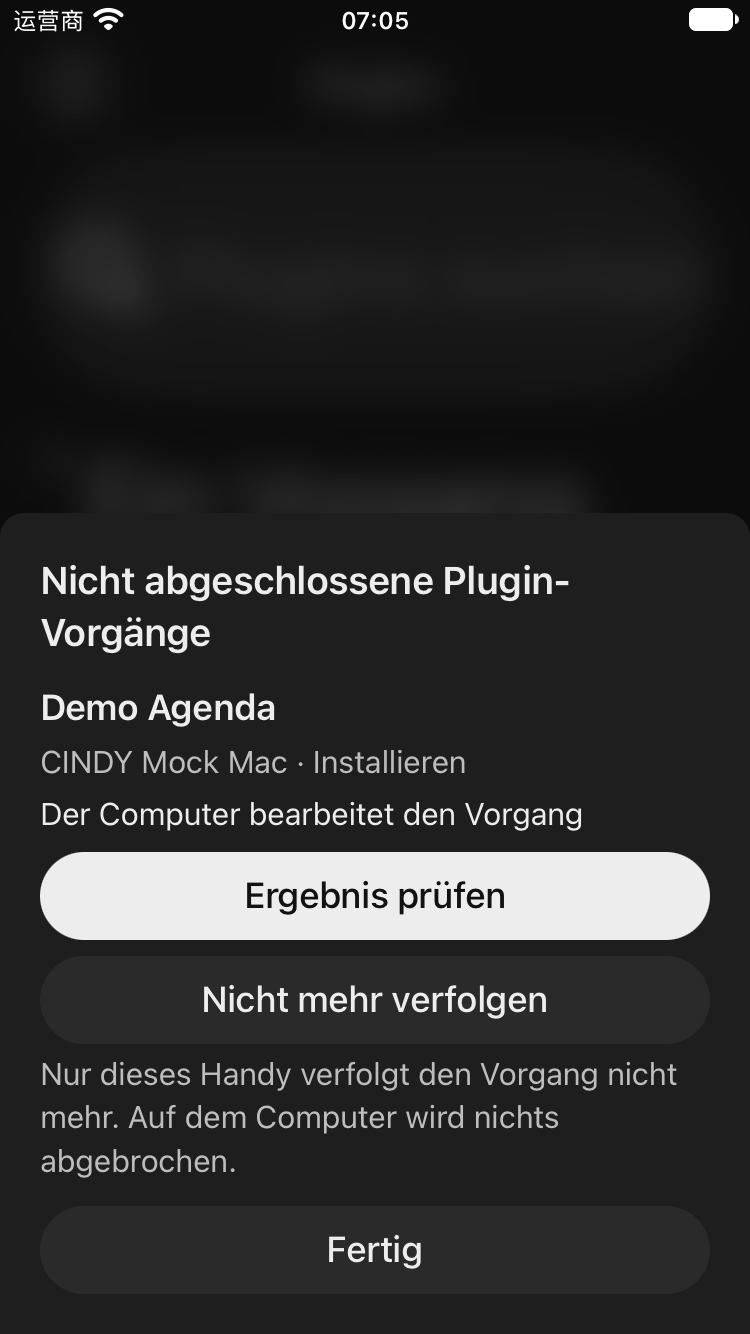 运营商
07:05
Nicht abgeschlossene Plugin-
Vorgänge
Demo Agenda
CINDY Mock Mac · Installieren
Der Computer bearbeitet den Vorgang
Ergebnis prüfen
Nicht mehr verfolgen
Nur dieses Handy verfolgt den Vorgang nicht
mehr. Auf dem Computer wird nichts
abgebrochen.
Fertig